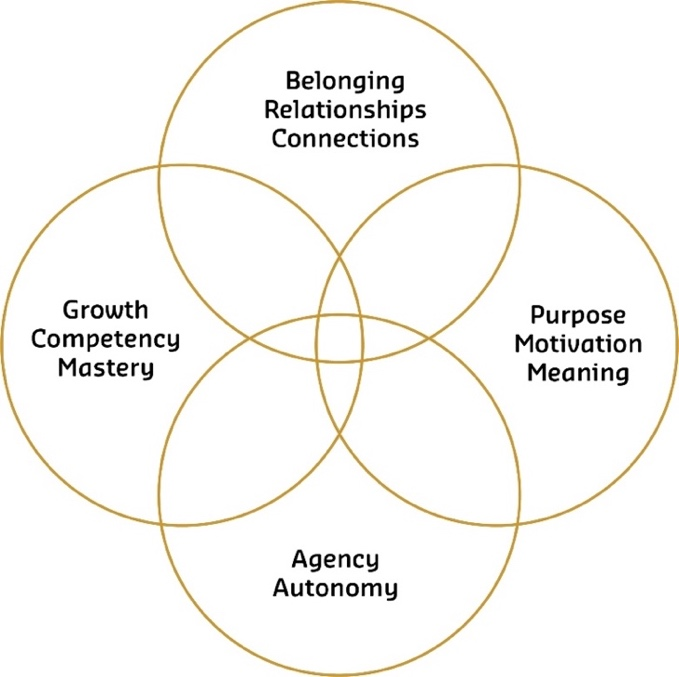 Belonging
Relationships
Connections
Growth
Competency
Mastery
Purpose
Motivation
Meaning
Agency
Autonomy